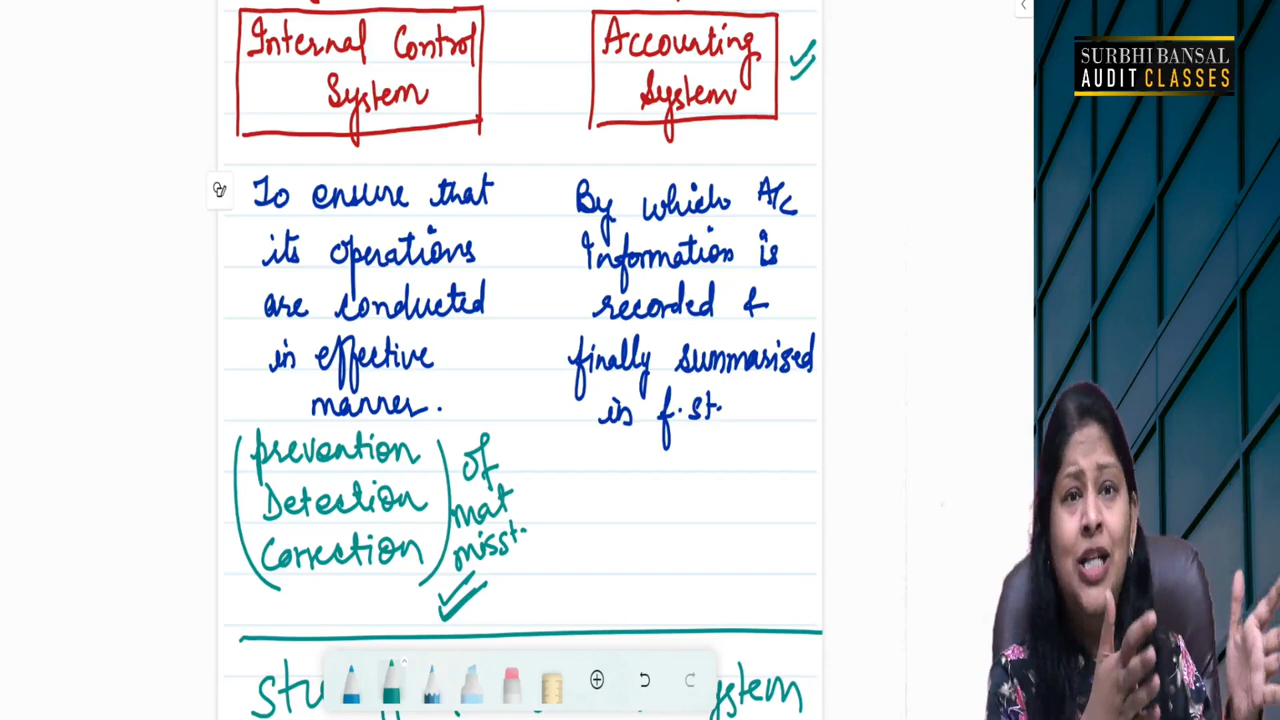 Internal Control
System
Accounting
System
To ensure that
its operations
are conducted
in effective
manner.
(prevention
Detection
Correction)
of
mat
misst.
By which A/c
Information is
recorded &
finally summarised
in f. st.
ystem
SURBHI BANSAL
AUDIT CLASSES